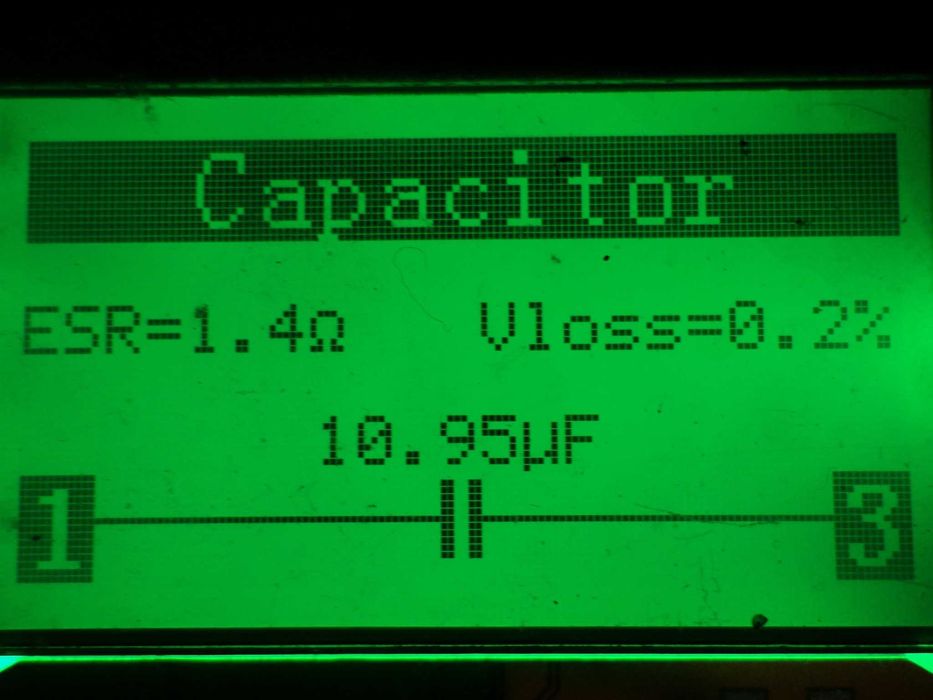 Capacitor
ESR=1.4Ω Vloss=0.2%
10.95µF
1 3